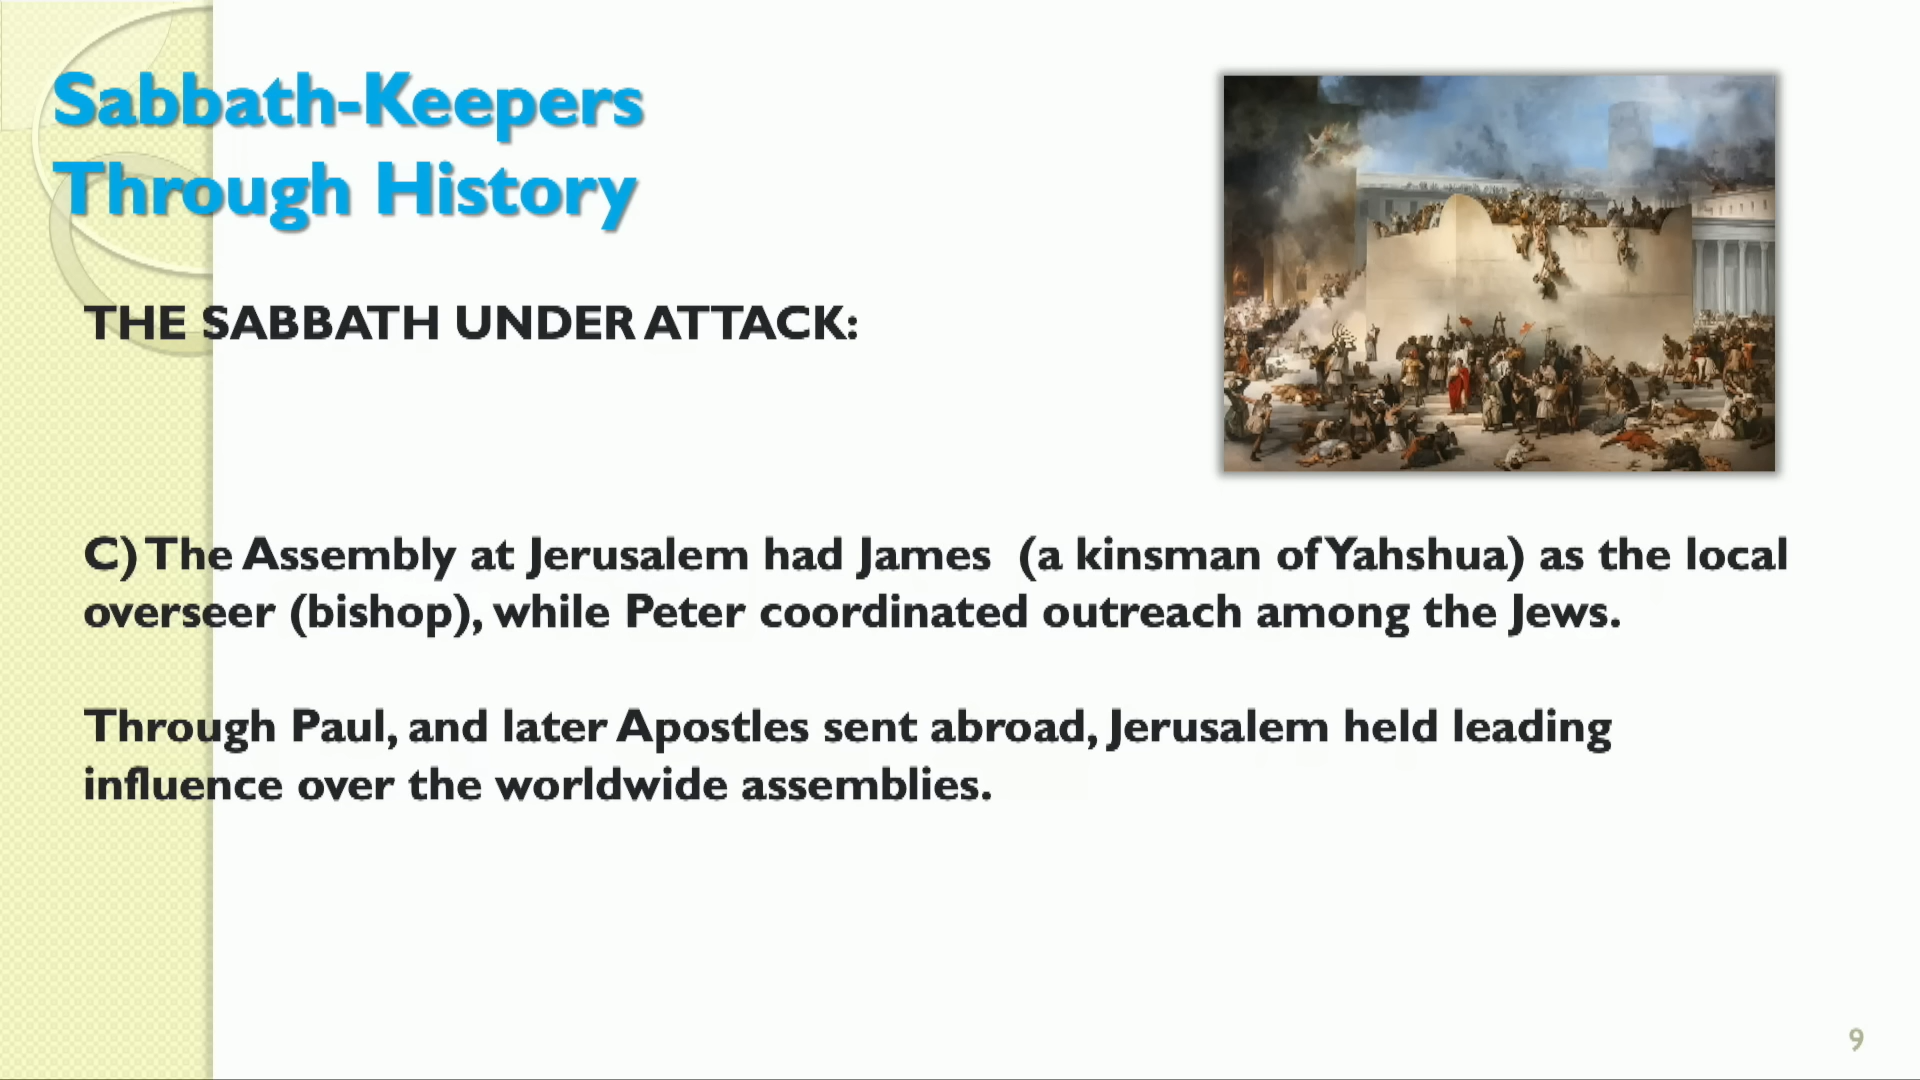 Sabbath-Keepers
Through History
THE SABBATH UNDER ATTACK:
C) The Assembly at Jerusalem had James (a kinsman of Yahshua) as the local
overseer (bishop), while Peter coordinated outreach among the Jews.
Through Paul, and later Apostles sent abroad, Jerusalem held leading
influence over the worldwide assemblies.
9